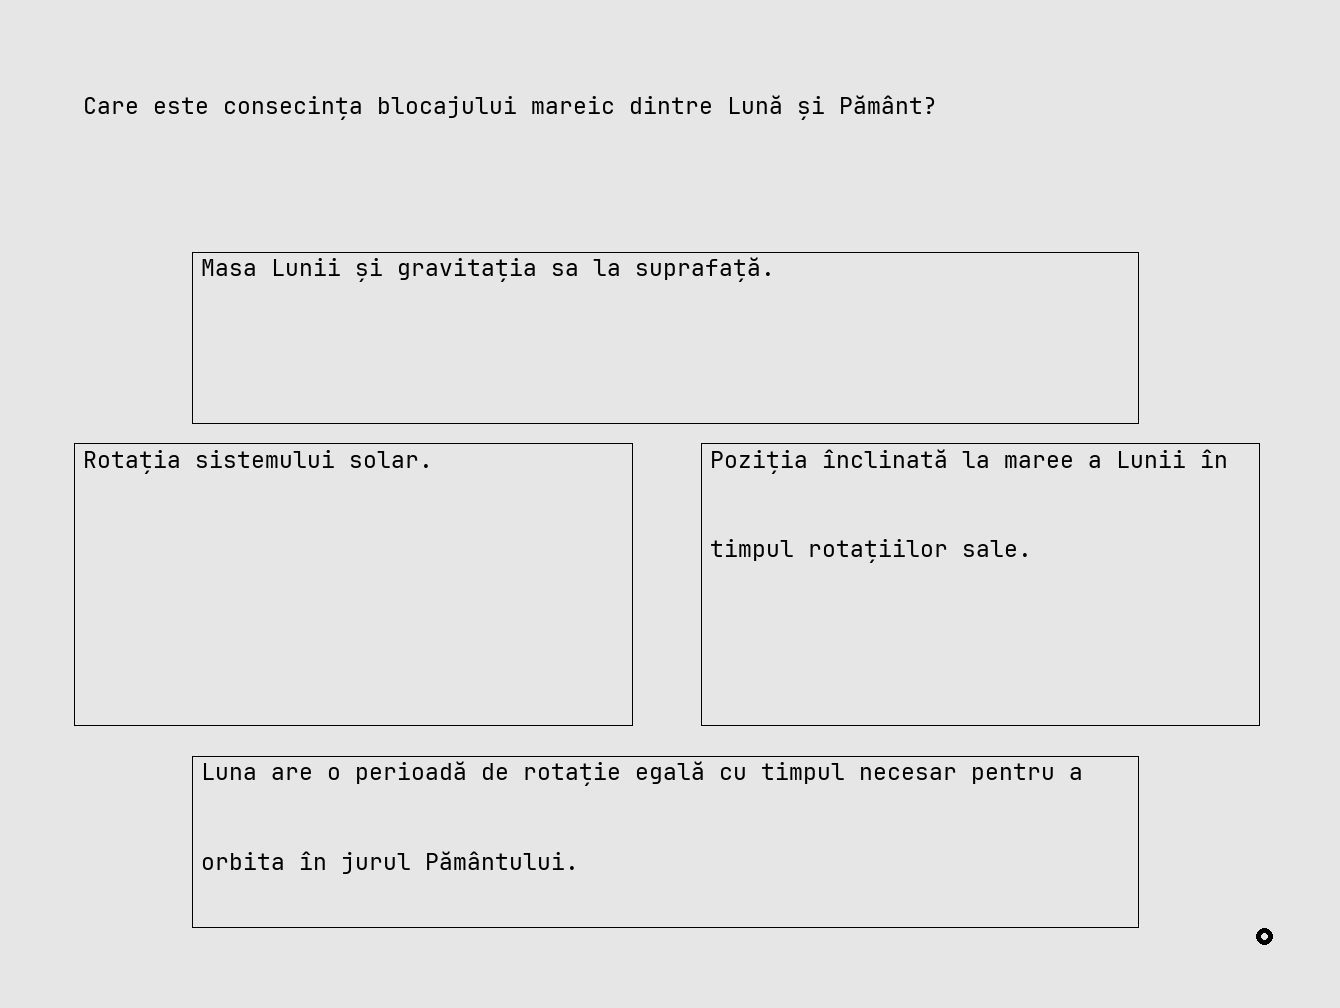 Care este consecința blocajului mareic dintre Lună și Pământ?
Masa Lunii și gravitația sa la suprafață.
Rotația sistemului solar.
Poziția înclinată la maree a Lunii în
timpul rotațiilor sale.
Luna are o perioadă de rotație egală cu timpul necesar pentru a
orbita în jurul Pământului.